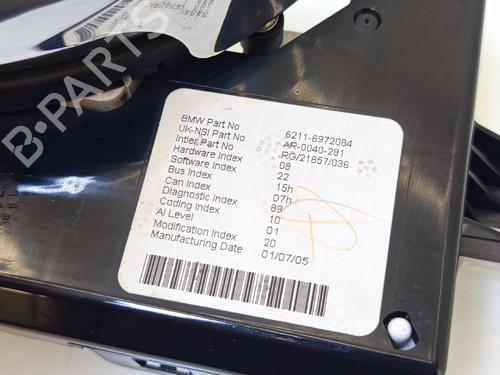 B-PARTS
BMW Part No 6211-6972084
UK-NSI Part No AR-0040-281
Intier Part No RG/21857/036
Hardware Index 08
Software Index 22
Bus Index 15h
Can Index 07h
Diagnostic Index 89
Coding Index 10
AI Level 01
Modification Index 20
Manufacturing Date 01/07/05